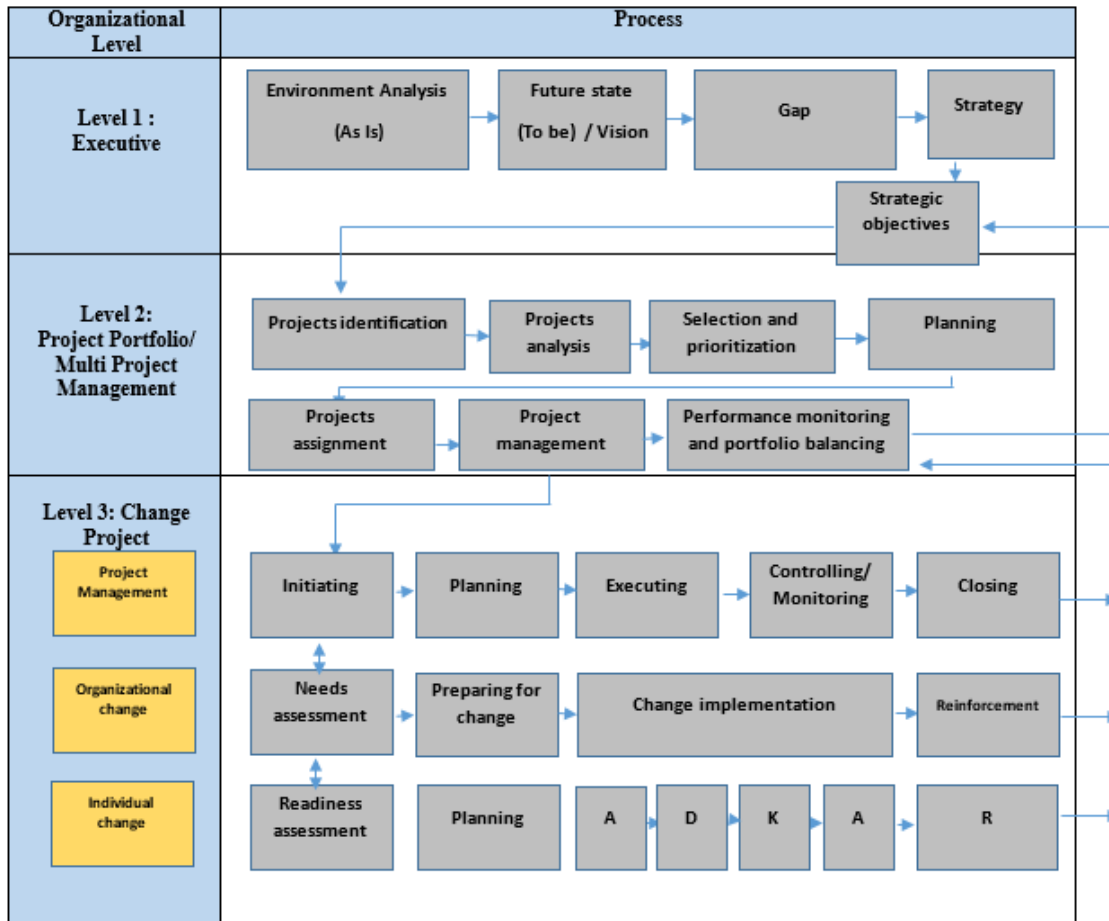 Organizational
Level
Process
Level 1 :
Executive
Environment Analysis
(As Is)
Future state
(To be) / Vision
Gap
Strategy
Strategic
objectives
Level 2:
Project Portfolio/
Multi Project
Management
Projects identification
Projects
analysis
Selection and
prioritization
Planning
Projects
assignment
Project
management
Performance monitoring
and portfolio balancing
Level 3: Change
Project
Project
Management
Initiating
Planning
Executing
Controlling/
Monitoring
Closing
Organizational
change
Needs
assessment
Preparing for
change
Change implementation
Reinforcement
Individual
change
Readiness
assessment
Planning
A
D
K
A
R